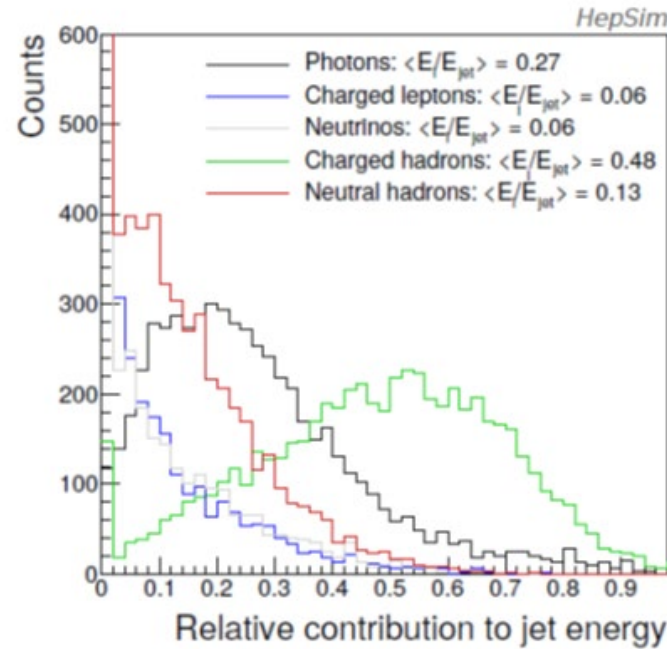 HepSim
Counts
600
500
400
300
200
100
0
Photons: <E_i/E_jet> = 0.27
Charged leptons: <E_i/E_jet> = 0.06
Neutrinos: <E_i/E_jet> = 0.06
Charged hadrons: <E_i/E_jet> = 0.48
Neutral hadrons: <E_i/E_jet> = 0.13
0 0.1 0.2 0.3 0.4 0.5 0.6 0.7 0.8 0.9
Relative contribution to jet energy